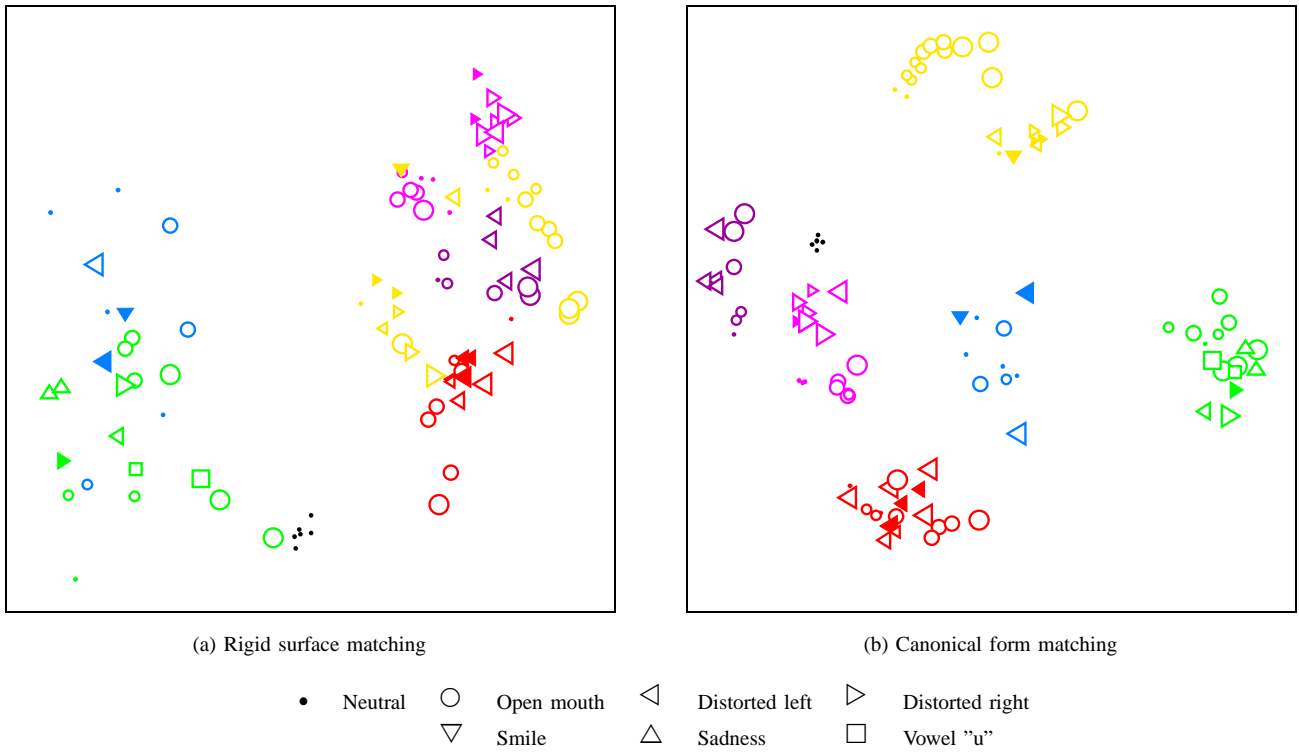 (a) Rigid surface matching
(b) Canonical form matching
Neutral Open mouth Distorted left Distorted right
Smile Sadness Vowel ”u”